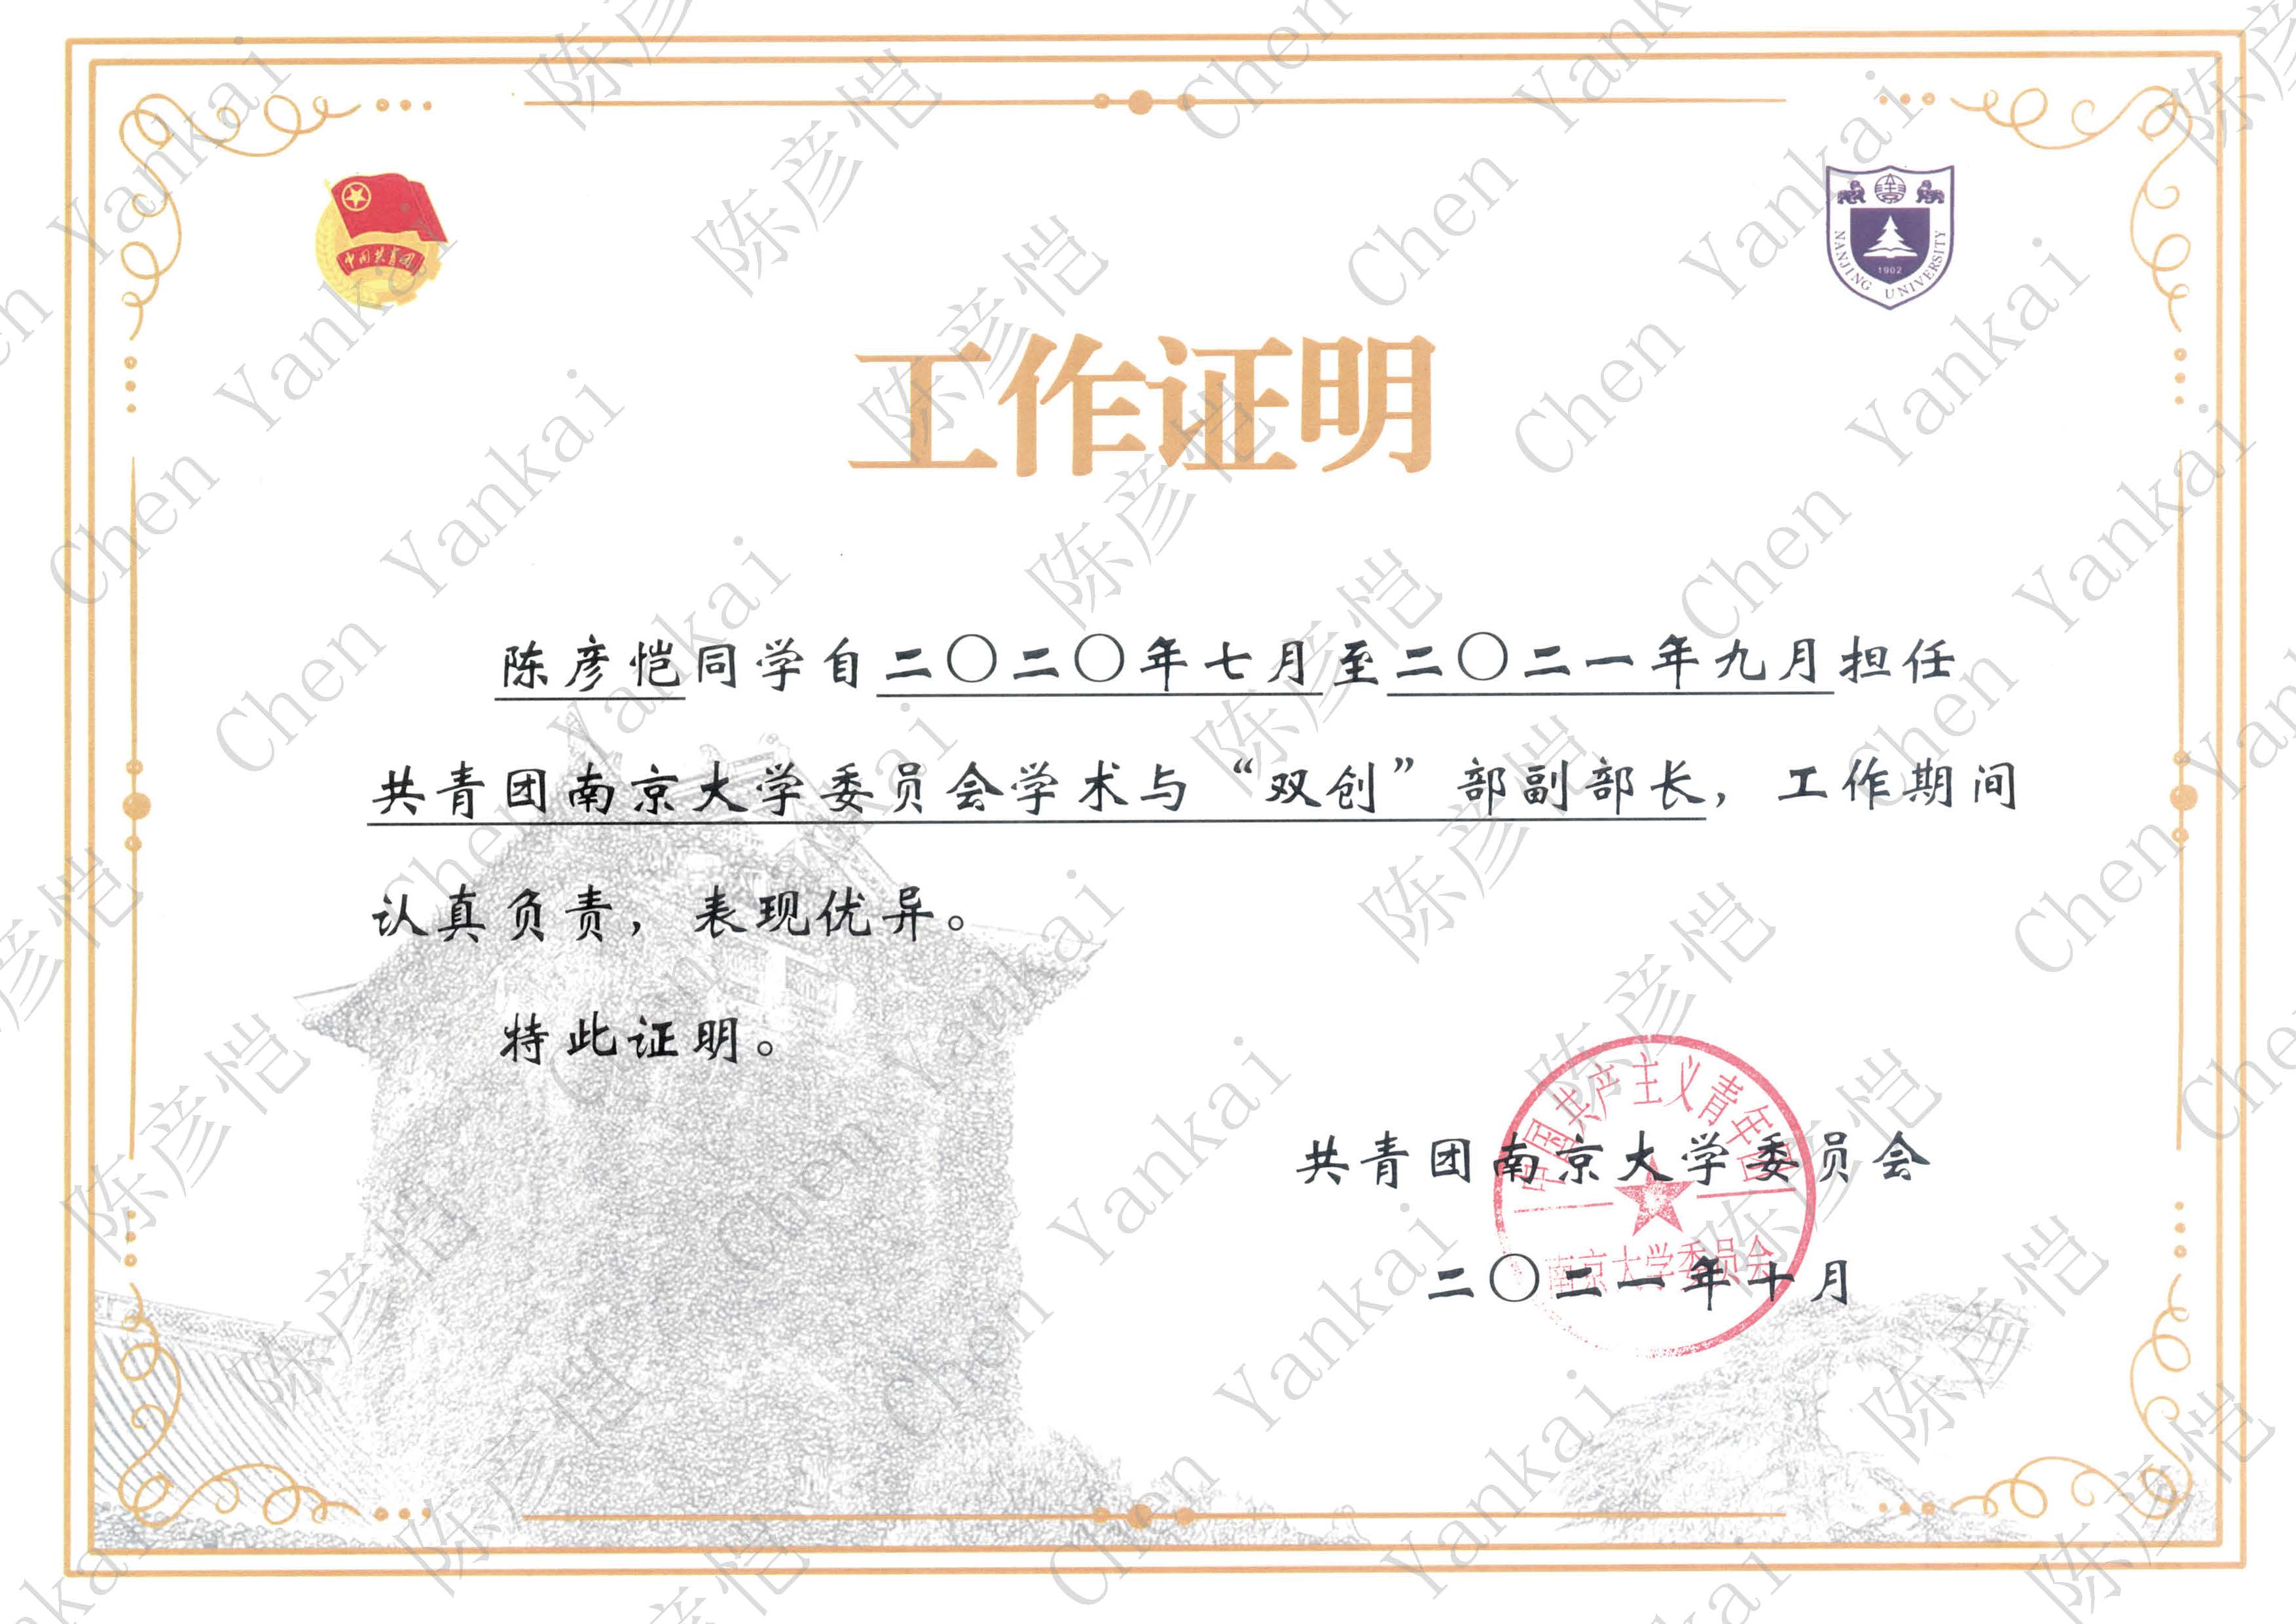 中国共青团
NANJING UNIVERSITY
1902
工作证明
陈彦恺同学自二〇二〇年七月至二〇二一年九月担任
共青团南京大学委员会学术与“双创”部副部长，工作期间
认真负责，表现优异。
特此证明。
共青团南京大学委员会
二〇二一年十月
中国共产主义青年团
南京大学委员会
陈彦恺 Chen Yankai